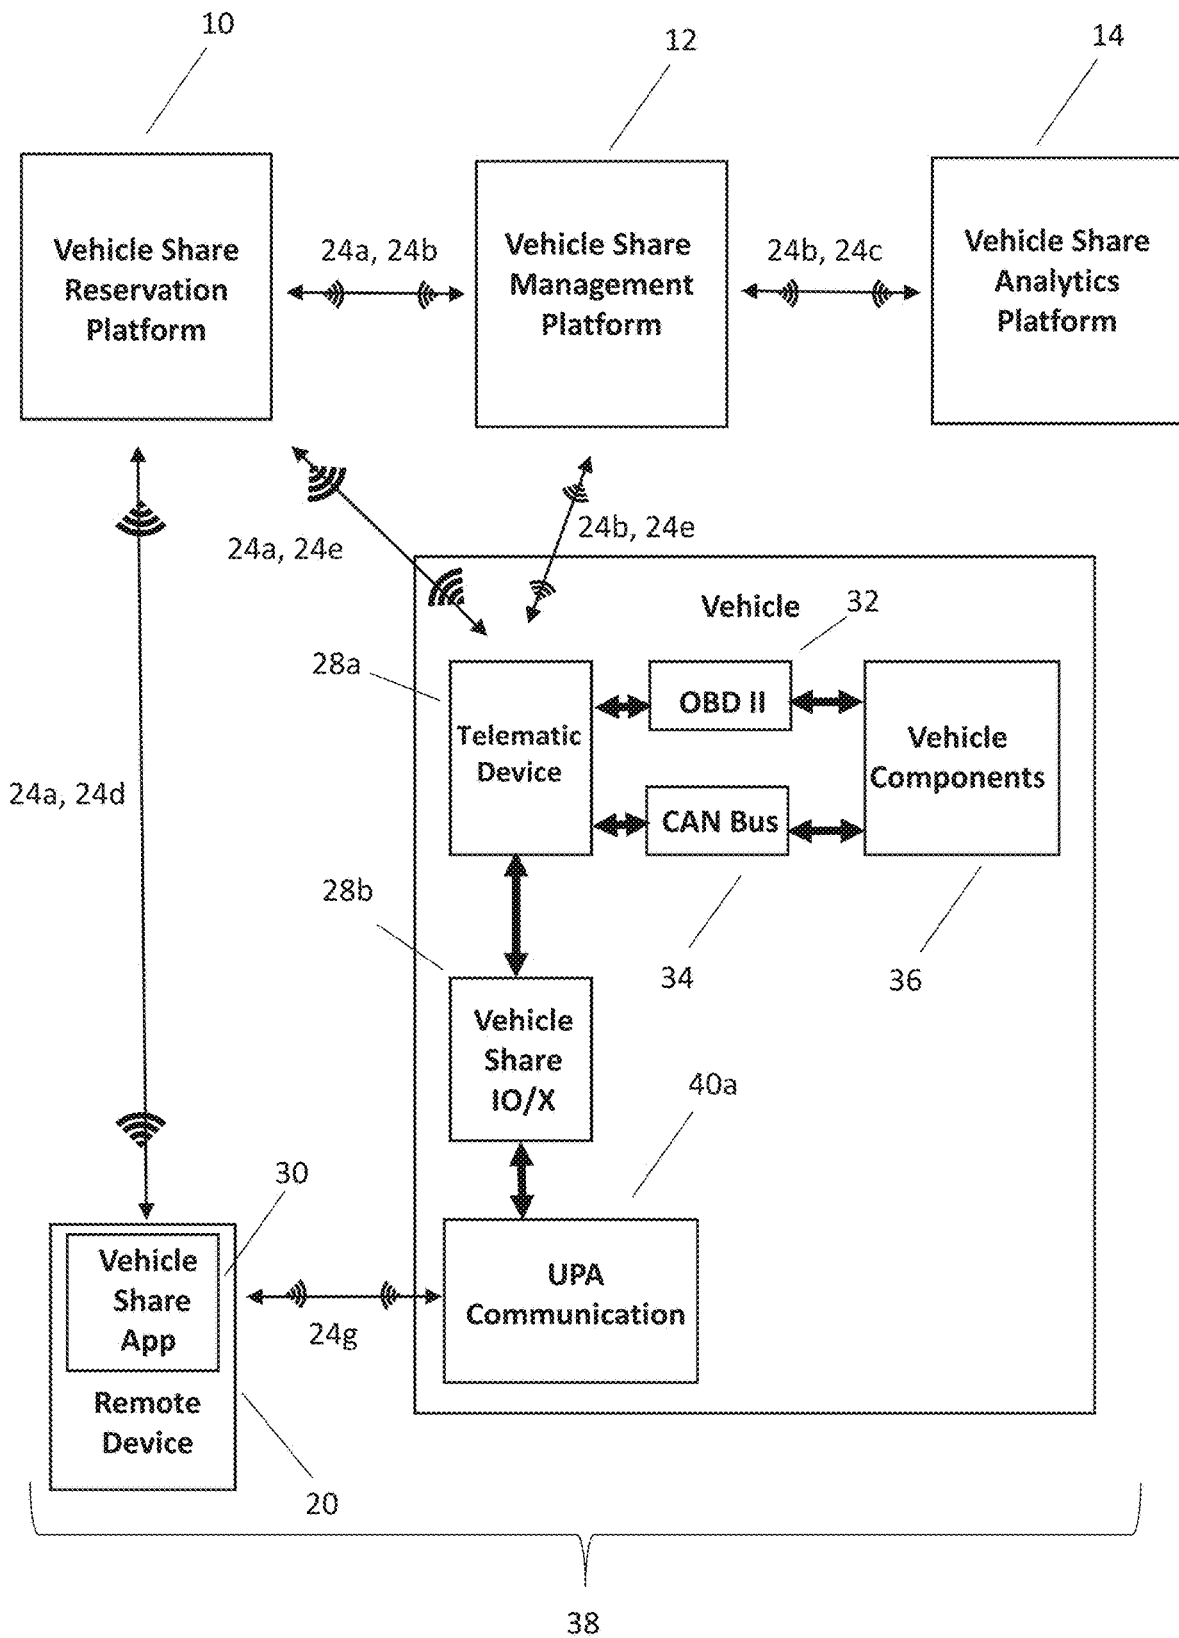 10
12
14
Vehicle Share
Reservation
Platform
24a, 24b
Vehicle Share
Management
Platform
24b, 24c
Vehicle Share
Analytics
Platform
24a, 24e
24b, 24e
24a, 24d
Vehicle
32
28a
Telematic
Device
OBD II
CAN Bus
Vehicle
Components
28b
34
36
Vehicle
Share
IO/X
40a
30
Vehicle
Share
App
Remote
Device
24g
UPA
Communication
20
38